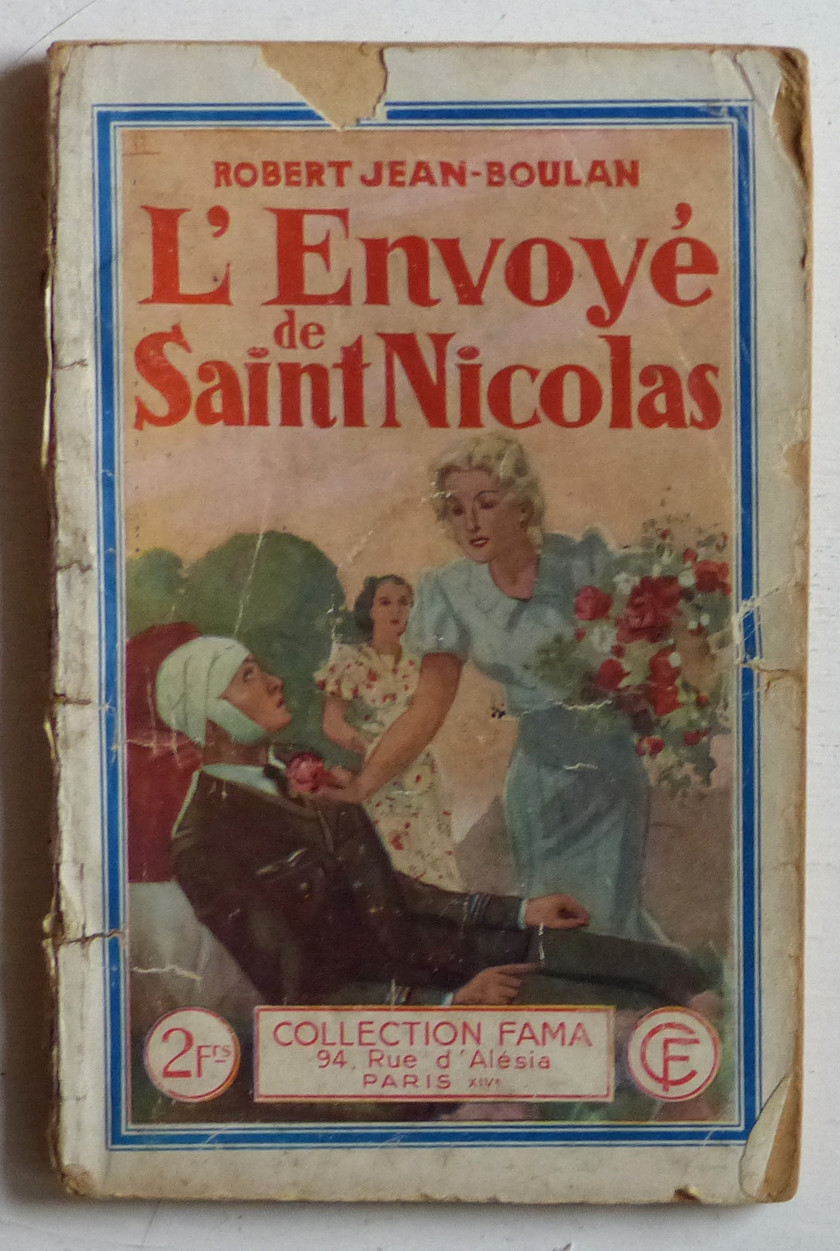 ROBERT JEAN-BOULAN
L'Envoyé
de
Saint Nicolas
2Frs
COLLECTION FAMA
94, Rue d'Alésia
PARIS XIVe
CF